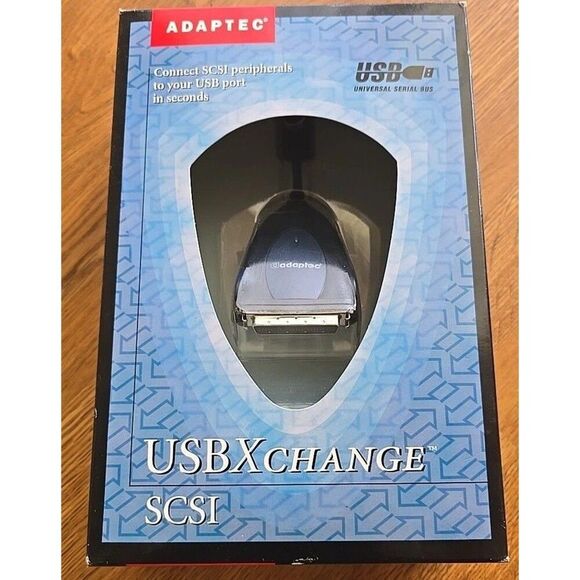 ADAPTEC®
Connect SCSI peripherals
to your USB port
in seconds
USB
UNIVERSAL SERIAL BUS
adaptec®
USBXCHANGE™
SCSI